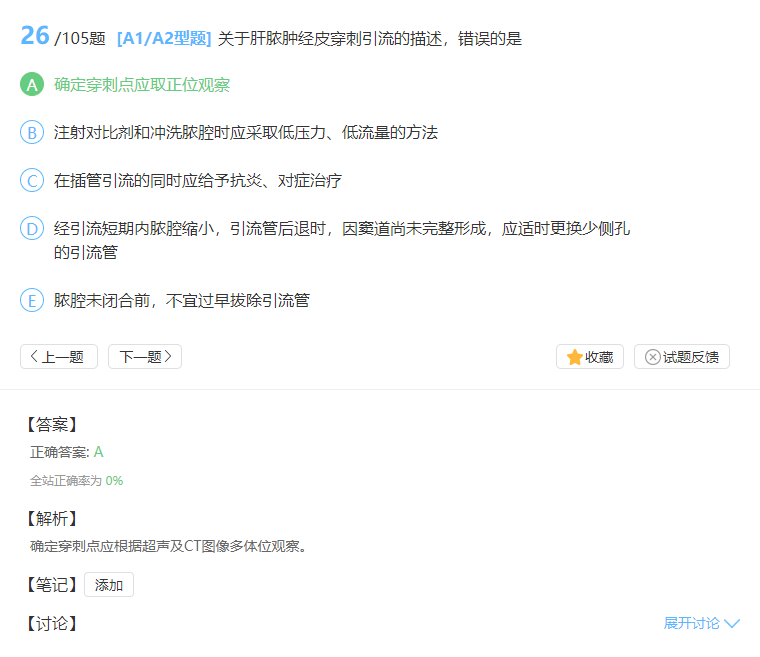 26 /105题 [A1/A2型题] 关于肝脓肿经皮穿刺引流的描述，错误的是
A 确定穿刺点应取正位观察
B 注射对比剂和冲洗脓腔时应采取低压力、低流量的方法
C 在插管引流的同时应给予抗炎、对症治疗
D 经引流短期内脓腔缩小，引流管后退时，因窦道尚未完整形成，应适时更换少侧孔
的引流管
E 脓腔未闭合前，不宜过早拔除引流管
上一题 下一题 收藏 试题反馈
【答案】
正确答案: A
全站正确率为 0%
【解析】
确定穿刺点应根据超声及CT图像多体位观察。
【笔记】 添加
【讨论】 展开讨论